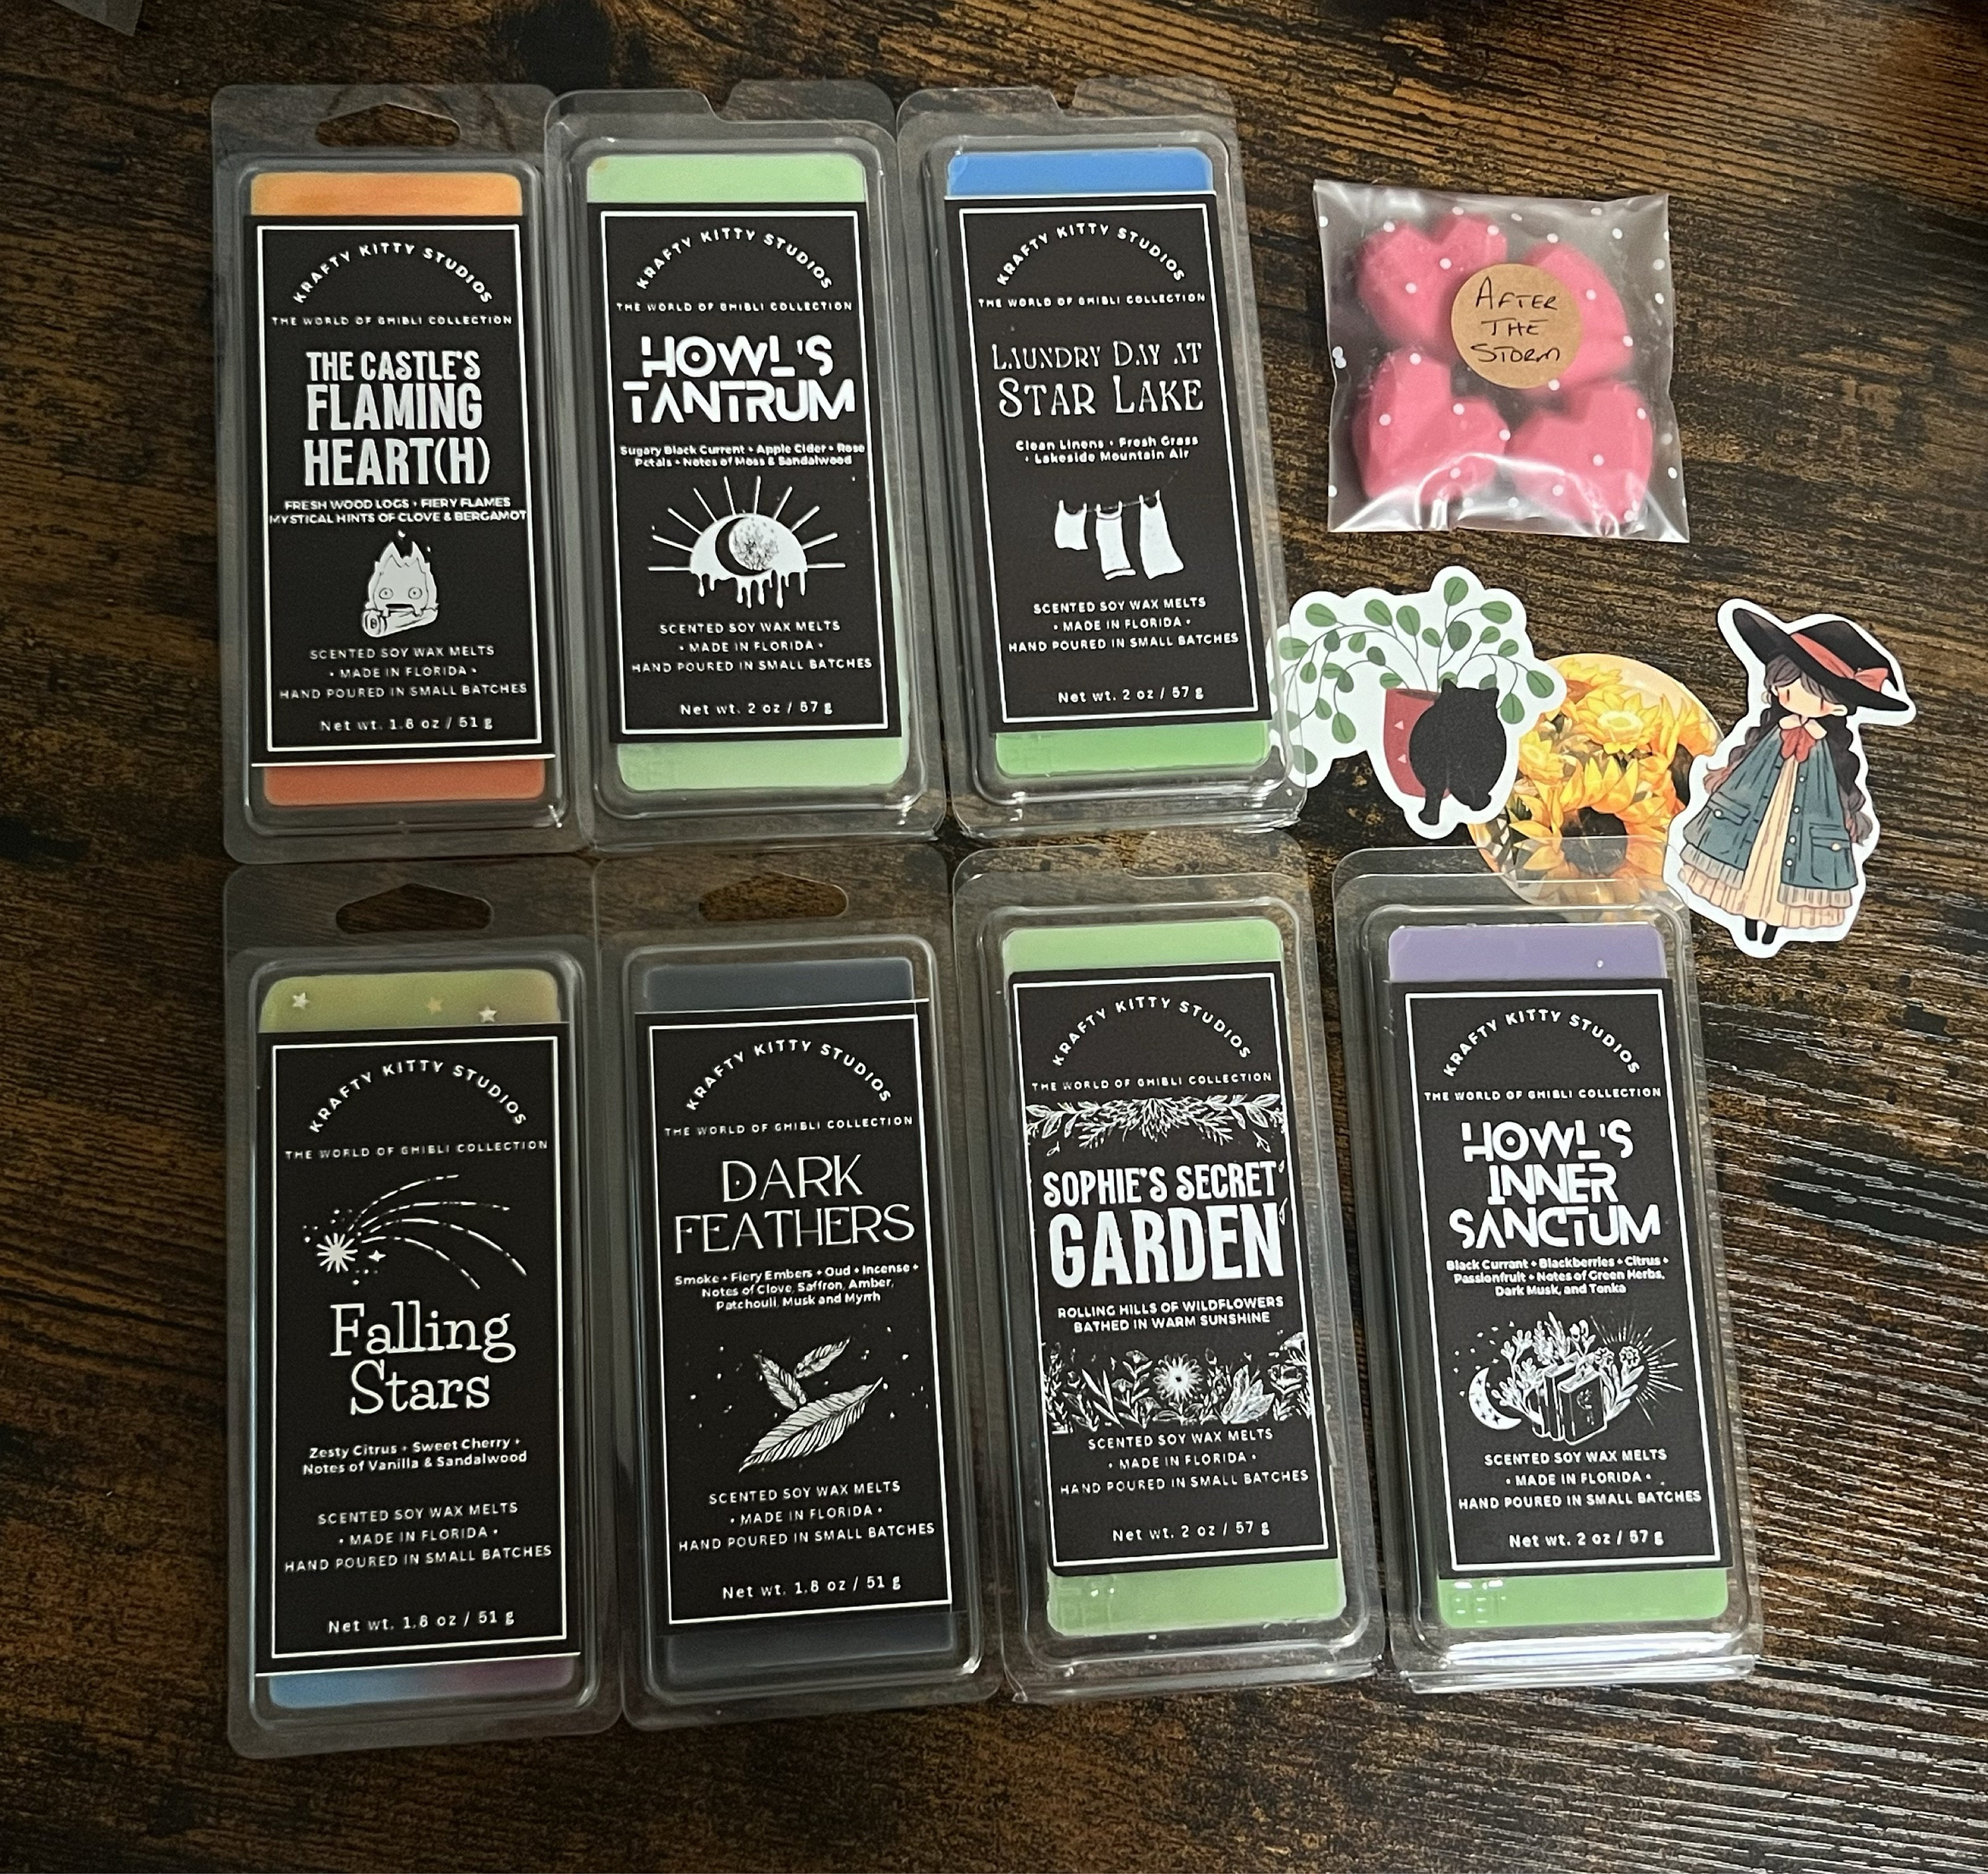 KRAFTY KITTY STUDIOS
THE WORLD OF GHIBLI COLLECTION
THE CASTLE'S
FLAMING
HEART(H)
FRESH WOOD LOGS • FIERY FLAMES
MYSTICAL HINTS OF CLOVE & BERGAMOT
SCENTED SOY WAX MELTS
• MADE IN FLORIDA •
HAND POURED IN SMALL BATCHES
Net wt. 1.8 oz / 51 g
KRAFTY KITTY STUDIOS
THE WORLD OF GHIBLI COLLECTION
HOWL'S
TANTRUM
Sugary Black Current • Apple Cider • Rose
Petals • Notes of Moss & Sandalwood
SCENTED SOY WAX MELTS
• MADE IN FLORIDA •
HAND POURED IN SMALL BATCHES
Net wt. 2 oz / 57 g
KRAFTY KITTY STUDIOS
THE WORLD OF GHIBLI COLLECTION
LAUNDRY DAY AT
STAR LAKE
Clean Linens • Fresh Grass
• Lakeside Mountain Air
SCENTED SOY WAX MELTS
• MADE IN FLORIDA •
HAND POURED IN SMALL BATCHES
Net wt. 2 oz / 57 g
AFTER
THE
STORM
KRAFTY KITTY STUDIOS
THE WORLD OF GHIBLI COLLECTION
Falling
Stars
Zesty Citrus • Sweet Cherry •
Notes of Vanilla & Sandalwood
SCENTED SOY WAX MELTS
• MADE IN FLORIDA •
HAND POURED IN SMALL BATCHES
Net wt. 1.8 oz / 51 g
KRAFTY KITTY STUDIOS
THE WORLD OF GHIBLI COLLECTION
DARK
FEATHERS
Smoke • Fiery Embers • Oud • Incense •
Notes of Clove, Saffron, Amber,
Patchouli, Musk and Myrrh
SCENTED SOY WAX MELTS
• MADE IN FLORIDA •
HAND POURED IN SMALL BATCHES
Net wt. 1.8 oz / 51 g
KRAFTY KITTY STUDIOS
THE WORLD OF GHIBLI COLLECTION
SOPHIE'S SECRET
GARDEN
ROLLING HILLS OF WILDFLOWERS
BATHED IN WARM SUNSHINE
SCENTED SOY WAX MELTS
• MADE IN FLORIDA •
HAND POURED IN SMALL BATCHES
Net wt. 2 oz / 57 g
KRAFTY KITTY STUDIOS
THE WORLD OF GHIBLI COLLECTION
HOWL'S
INNER
SANCTUM
Black Currant • Blackberries • Citrus •
Passionfruit • Notes of Green Herbs,
Dark Musk, and Tonka
SCENTED SOY WAX MELTS
• MADE IN FLORIDA •
HAND POURED IN SMALL BATCHES
Net wt. 2 oz / 57 g